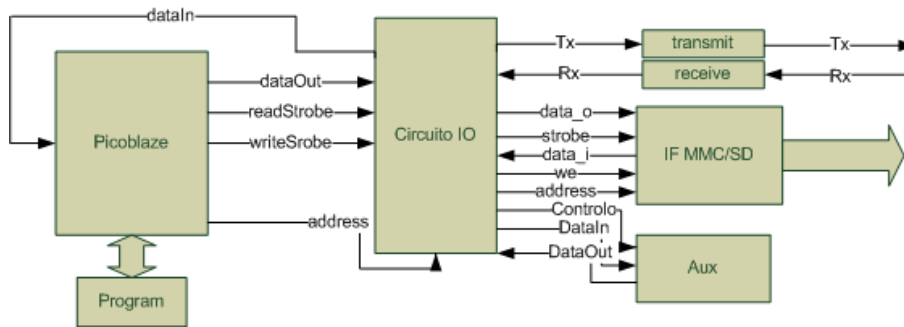 dataIn
Tx
transmit
Tx
Rx
receive
Rx
dataOut
readStrobe
writeSrobe
address
Picoblaze
Circuito IO
data_o
strobe
data_i
we
address
IF MMC/SD
Controlo
DataIn
DataOut
Aux
Program